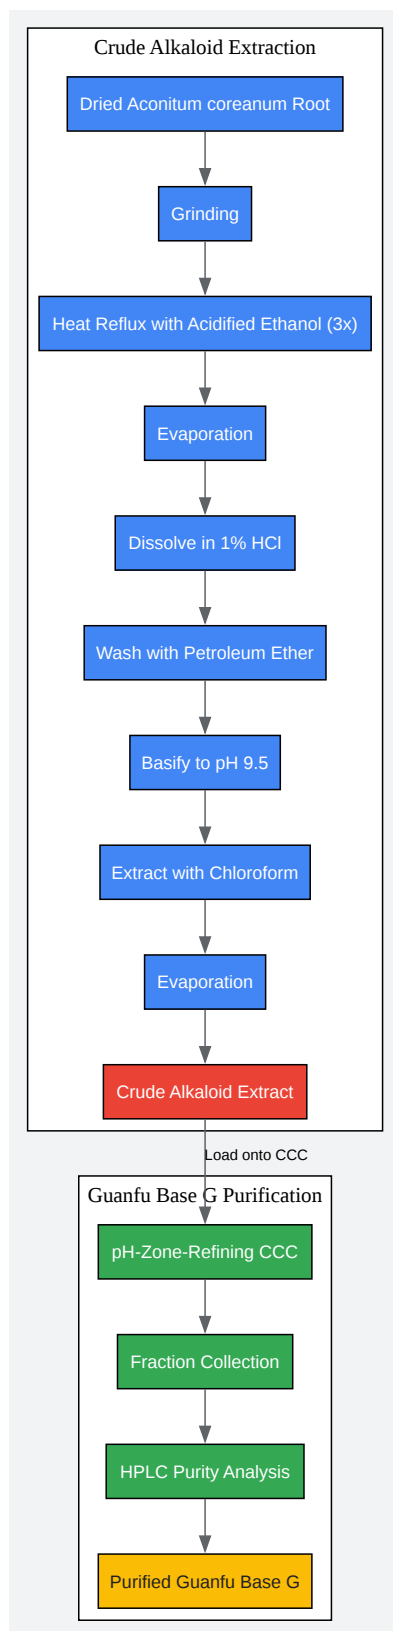 Crude Alkaloid Extraction
Dried Aconitum coreanum Root
Grinding
Heat Reflux with Acidified Ethanol (3x)
Evaporation
Dissolve in 1% HCl
Wash with Petroleum Ether
Basify to pH 9.5
Extract with Chloroform
Evaporation
Crude Alkaloid Extract
Load onto CCC
Guanfu Base G Purification
pH-Zone-Refining CCC
Fraction Collection
HPLC Purity Analysis
Purified Guanfu Base G